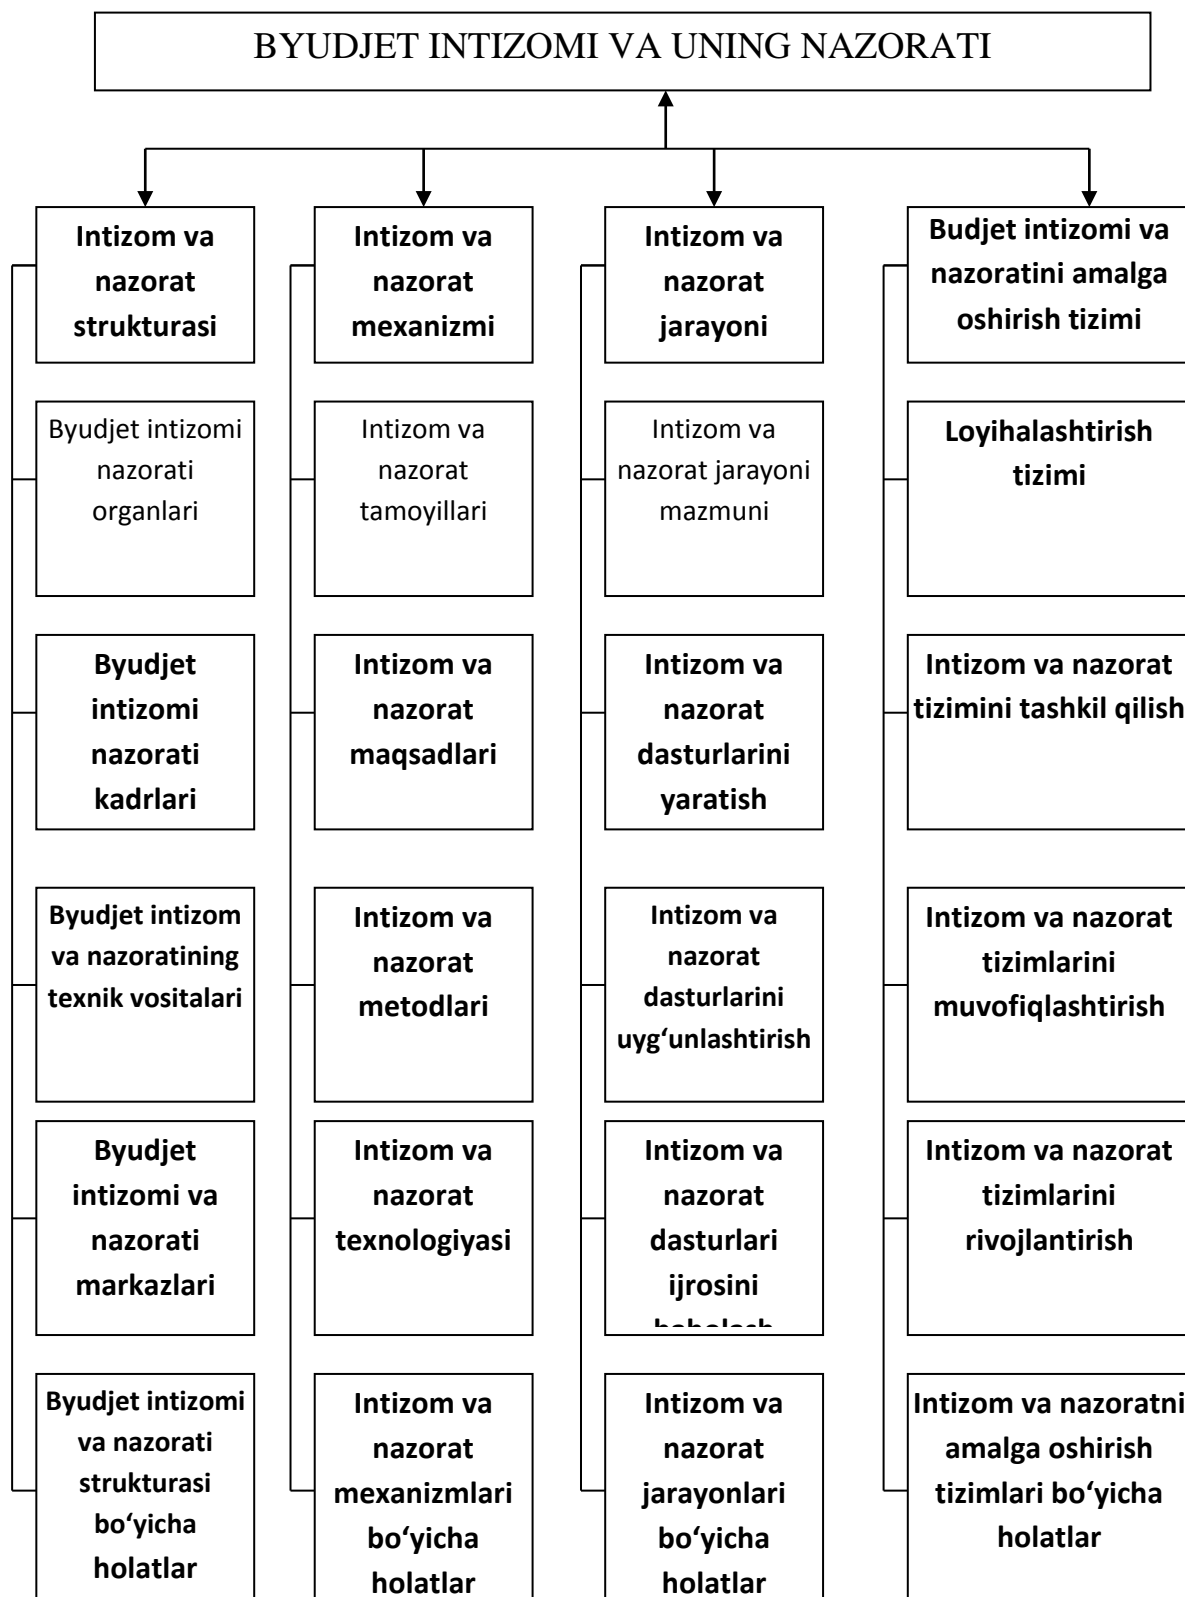 BYUDJET INTIZOMI VA UNING NAZORATI
Intizom va
nazorat
strukturasi
Byudjet intizomi
nazorati
organlari
Byudjet
intizomi
nazorati
kadrlari
Byudjet intizom
va nazoratining
texnik vositalari
Byudjet
intizomi va
nazorati
markazlari
Byudjet intizomi
va nazorati
strukturasi
bo‘yicha
holatlar
Intizom va
nazorat
mexanizmi
Intizom va
nazorat
tamoyillari
Intizom va
nazorat
maqsadlari
Intizom va
nazorat
metodlari
Intizom va
nazorat
texnologiyasi
Intizom va
nazorat
mexanizmlari
bo‘yicha
holatlar
Intizom va
nazorat
jarayoni
Intizom va
nazorat jarayoni
mazmuni
Intizom va
nazorat
dasturlarini
yaratish
Intizom va
nazorat
dasturlarini
uyg‘unlashtirish
Intizom va
nazorat
dasturlari
ijrosini
Intizom va
nazorat
jarayonlari
bo‘yicha
holatlar
Budjet intizomi va
nazoratini amalga
oshirish tizimi
Loyihalashtirish
tizimi
Intizom va nazorat
tizimini tashkil qilish
Intizom va nazorat
tizimlarini
muvofiqlashtirish
Intizom va nazorat
tizimlarini
rivojlantirish
Intizom va nazoratni
amalga oshirish
tizimlari bo‘yicha
holatlar